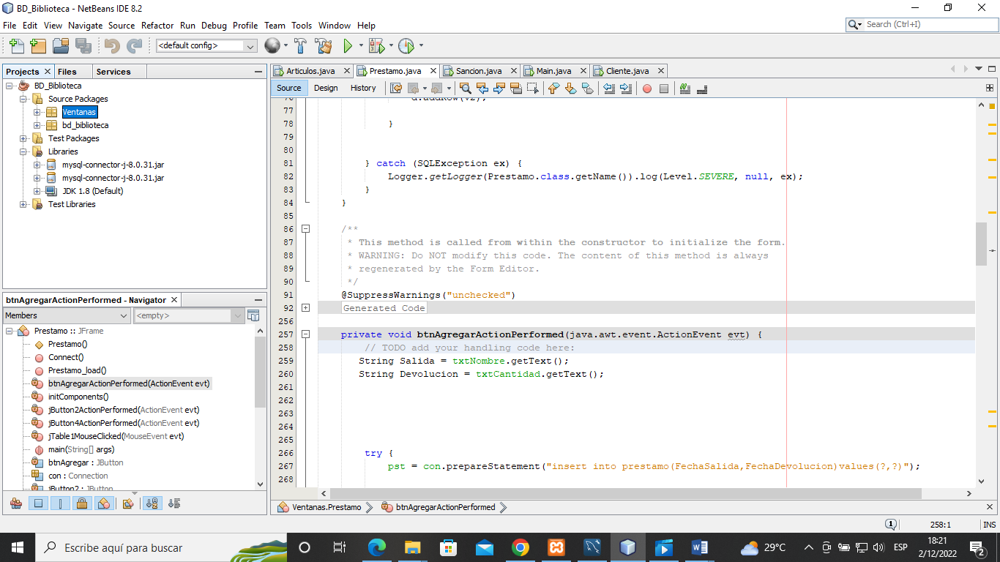 BD_Biblioteca - NetBeans IDE 8.2
File Edit View Navigate Source Refactor Run Debug Profile Team Tools Window Help
Search (Ctrl+I)
<default config>
Projects Files Services
BD_Biblioteca
Source Packages
Ventanas
bd_biblioteca
Test Packages
Libraries
mysql-connector-j-8.0.31.jar
mysql-connector-j-8.0.31.jar
JDK 1.8 (Default)
Test Libraries
btnAgregarActionPerformed - Navigator
Members <empty>
Prestamo :: JFrame
Prestamo()
Connect()
Prestamo_load()
btnAgregarActionPerformed(ActionEvent evt)
initComponents()
jButton2ActionPerformed(ActionEvent evt)
jButton4ActionPerformed(ActionEvent evt)
jTable1MouseClicked(MouseEvent evt)
main(String[] args)
btnAgregar : JButton
con : Connection
jButton2 : JButton
Articulos.java Prestamo.java Sancion.java Main.java Cliente.java
Source Design History
76 d.addRow(v2);
77
78 }
79
80
81 } catch (SQLException ex) {
82 Logger.getLogger(Prestamo.class.getName()).log(Level.SEVERE, null, ex);
83 }
84 }
85
86 /**
87 * This method is called from within the constructor to initialize the form.
88 * WARNING: Do NOT modify this code. The content of this method is always
89 * regenerated by the Form Editor.
90 */
91 @SuppressWarnings("unchecked")
92 Generated Code
256
257 private void btnAgregarActionPerformed(java.awt.event.ActionEvent evt) {
258 // TODO add your handling code here:
259 String Salida = txtNombre.getText();
260 String Devolucion = txtCantidad.getText();
261
262
263
264
265
266 try {
267 pst = con.prepareStatement("insert into prestamo(FechaSalida,FechaDevolucion)values(?,?)");
268
Ventanas.Prestamo btnAgregarActionPerformed
1 258:1 INS
Escribe aquí para buscar
29°C
ESP
18:21
2/12/2022
2